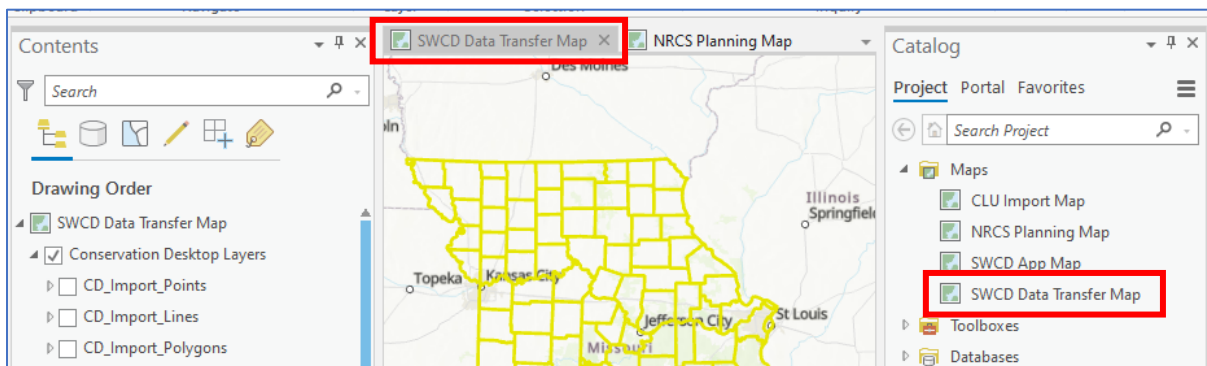 Contents
Search
Drawing Order
SWCD Data Transfer Map
Conservation Desktop Layers
CD_Import_Points
CD_Import_Lines
CD_Import_Polygons
SWCD Data Transfer Map
NRCS Planning Map
Des Moines
Illinois
Springfiel
Topeka
Kansas City
Jefferson City
St Louis
Missouri
Catalog
Project Portal Favorites
Search Project
Maps
CLU Import Map
NRCS Planning Map
SWCD App Map
SWCD Data Transfer Map
Toolboxes
Databases